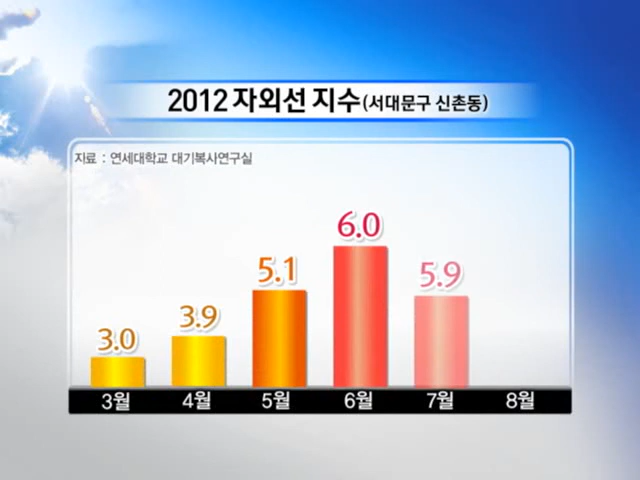 2012 자외선 지수(서대문구 신촌동)
자료 : 연세대학교 대기복사연구실
3.0 3.9 5.1 6.0 5.9
3월 4월 5월 6월 7월 8월